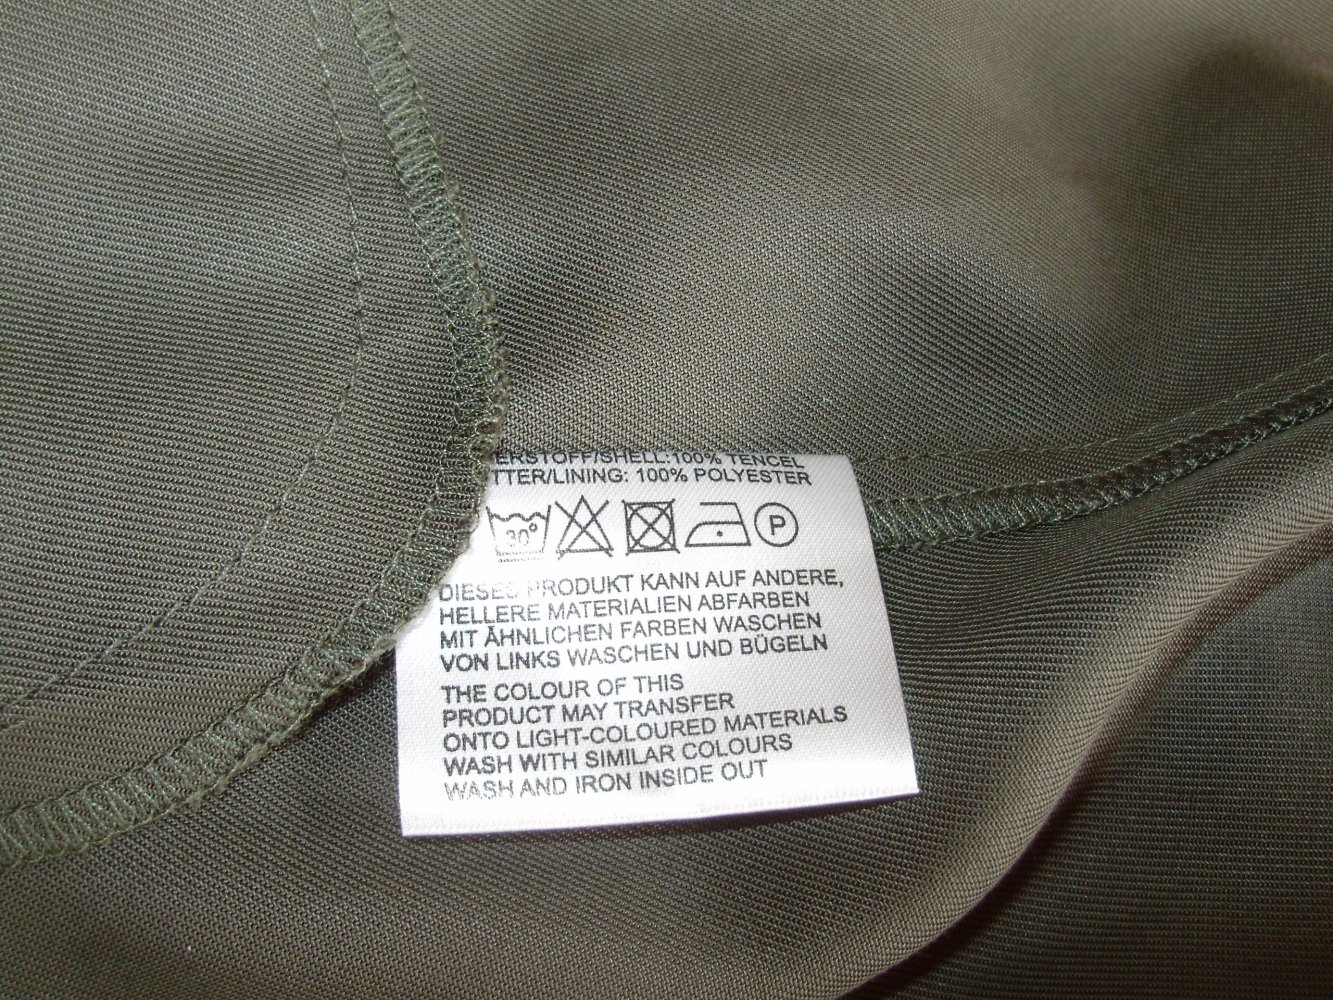 ERSTOFF/SHELL:100% TENCEL
TTER/LINING: 100% POLYESTER
30° P
DIESES PRODUKT KANN AUF ANDERE,
HELLERE MATERIALIEN ABFARBEN
MIT ÄHNLICHEN FARBEN WASCHEN
VON LINKS WASCHEN UND BÜGELN
THE COLOUR OF THIS
PRODUCT MAY TRANSFER
ONTO LIGHT-COLOURED MATERIALS
WASH WITH SIMILAR COLOURS
WASH AND IRON INSIDE OUT